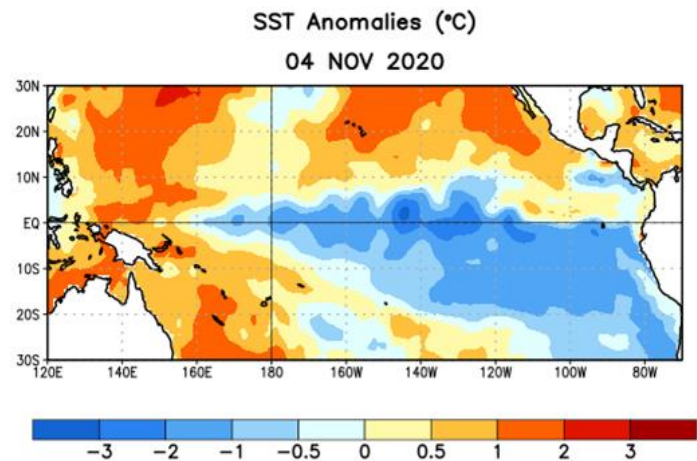 SST Anomalies (°C)
04 NOV 2020
30N
20N
10N
EQ
10S
20S
30S
120E 140E 160E 180 160W 140W 120W 100W 80W
-3 -2 -1 -0.5 0 0.5 1 2 3